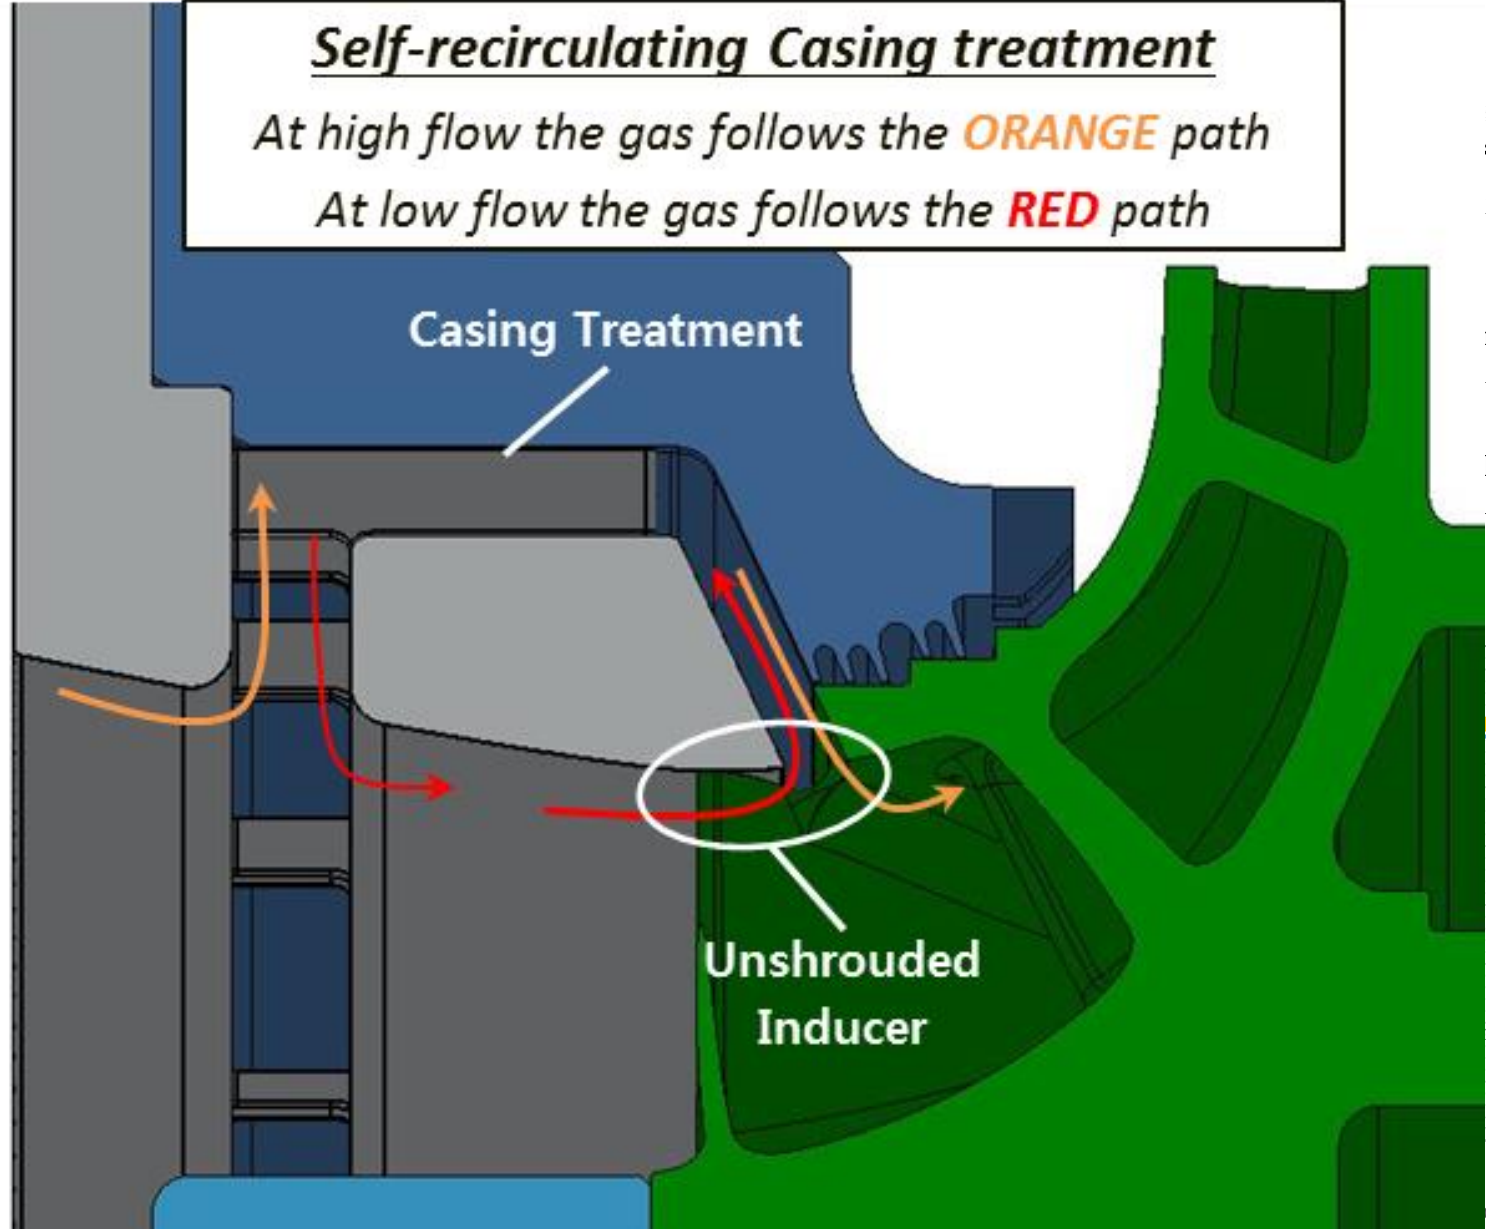 Self-recirculating Casing treatment
At high flow the gas follows the ORANGE path
At low flow the gas follows the RED path
Casing Treatment
Unshrouded
Inducer